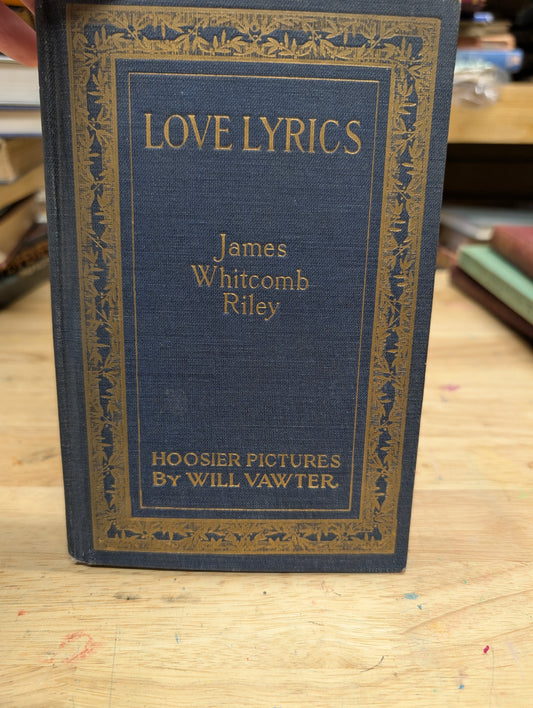 LOVE LYRICS
James
Whitcomb
Riley
HOOSIER PICTURES
BY WILL VAWTER